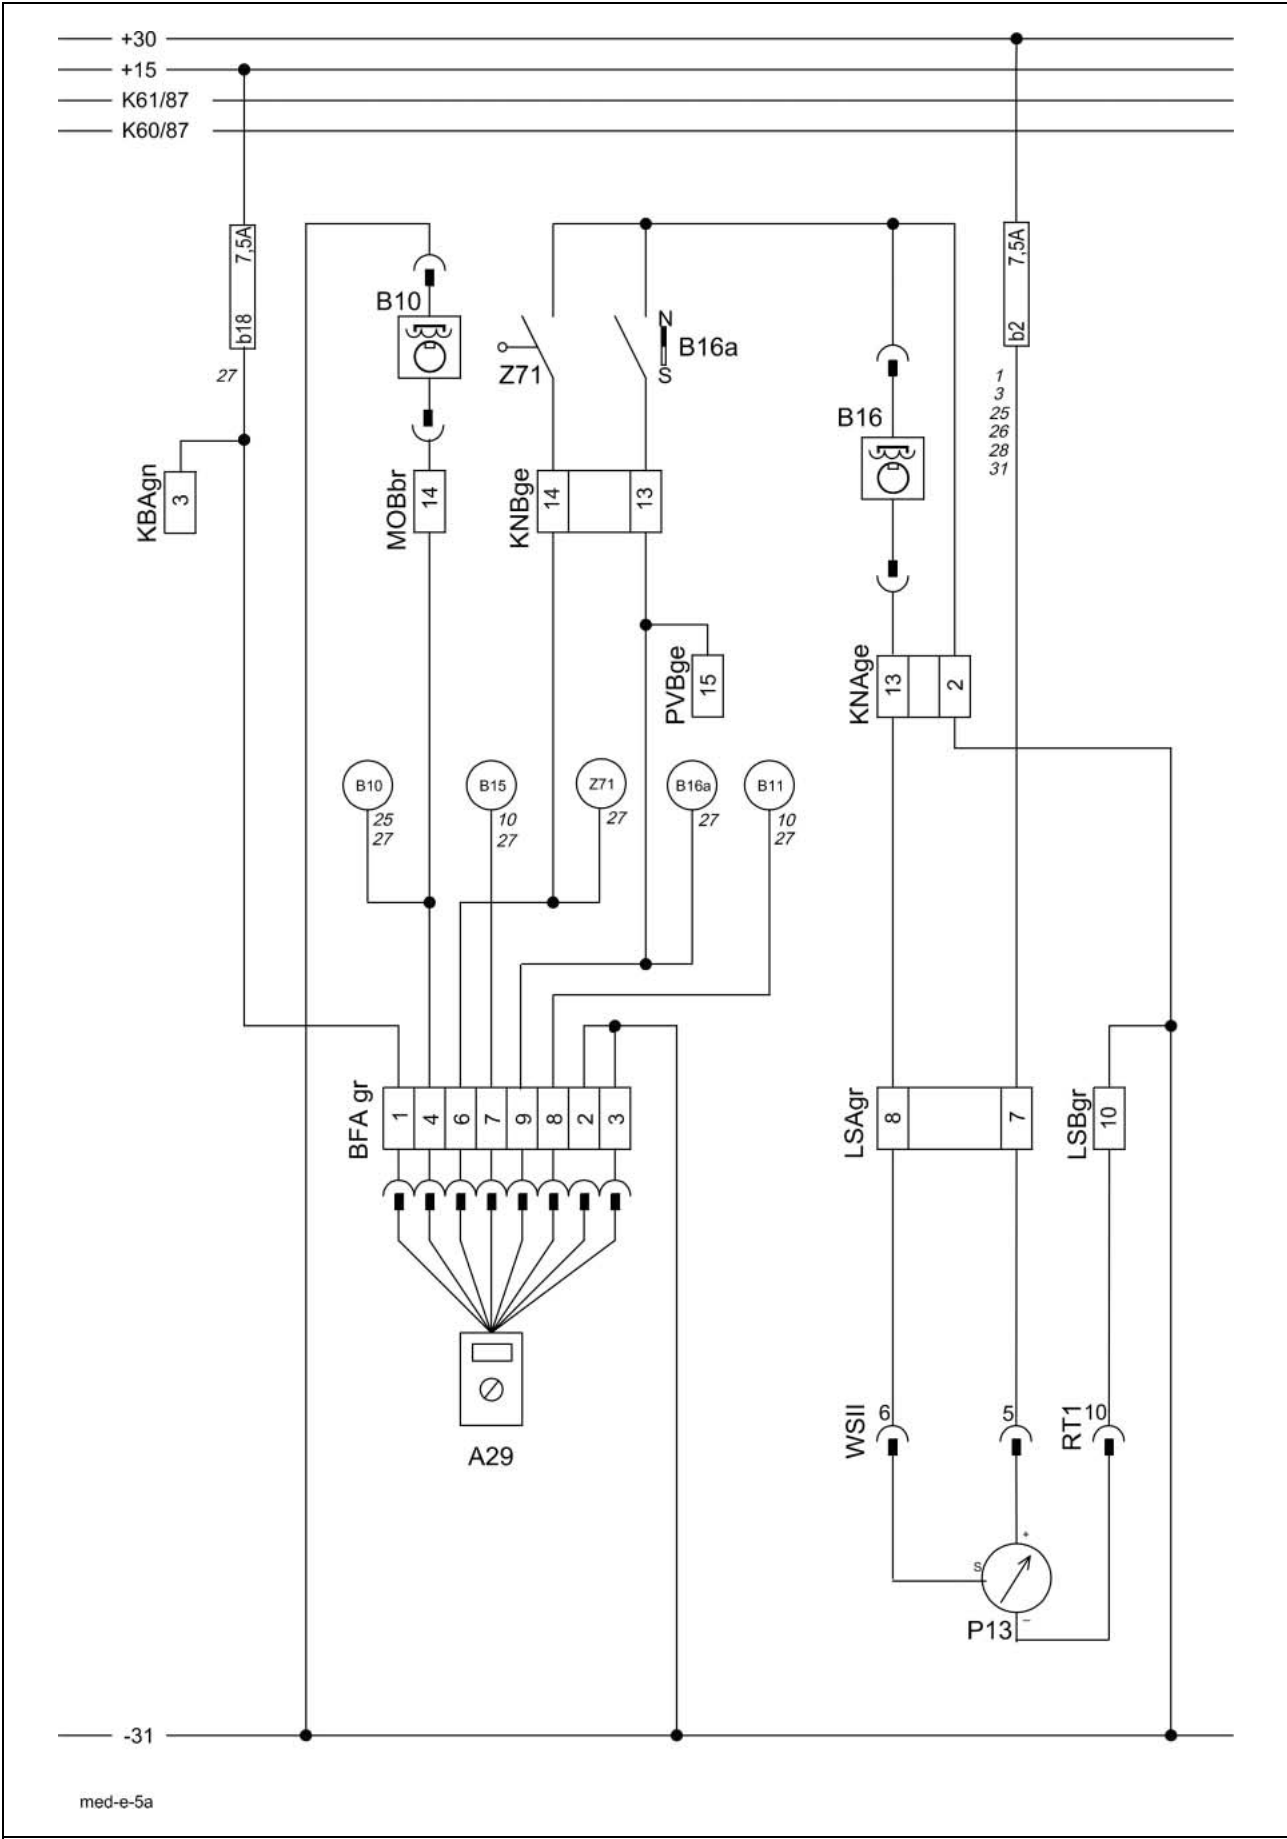 +30
+15
K61/87
K60/87
7,5A
b18
27
KBAgn
3
B10
MOBbr
14
Z71
N
S
B16a
KNBge
14
13
PVBge
15
B16
7,5A
b2
1
3
25
26
28
31
KNAge
13
2
B10
25
27
B15
10
27
Z71
27
B16a
27
B11
10
27
BFA gr
1
4
6
7
9
8
2
3
A29
LSAgr
8
7
LSBgr
10
WSII
6
5
RT1
10
+
S
–
P13
-31
med-e-5a